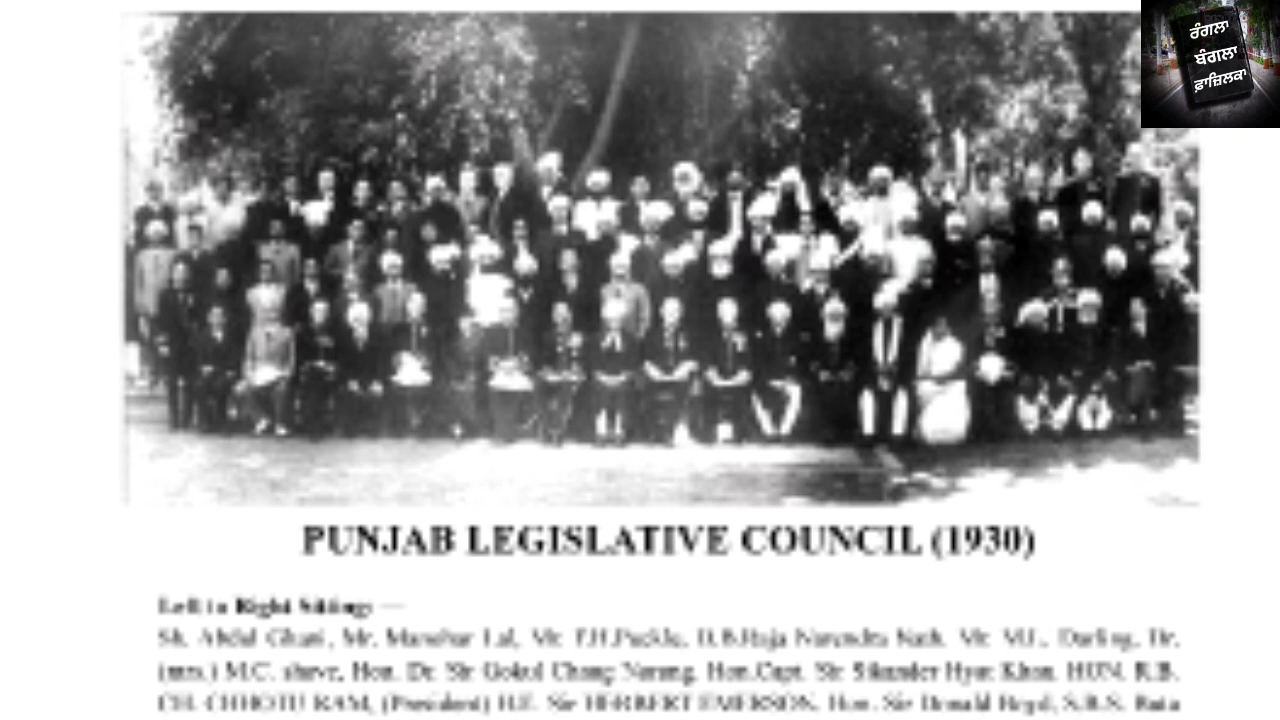 ਰੰਗਲਾ
ਬੰਗਲਾ
ਫ਼ਾਜ਼ਿਲਕਾ
PUNJAB LEGISLATIVE COUNCIL (1930)
Left to Right Sitting: —
Sh. Abdul Ghani, Mr. Manohar Lal, Mr. F.H.Puckle, D.B.Raja Narendra Nath, Mr. M.L. Darling, Dr.
(mrs.) M.C. shave, Hon. Dr. Sir Gokul Chang Narang, Hon.Capt. Sir Sikander Hyat Khan, HON. R.B.
CH. CHHOTU RAM, (President) H.E. Sir HERBERT EMERSON, Hon. Sir Donald S.B.S.